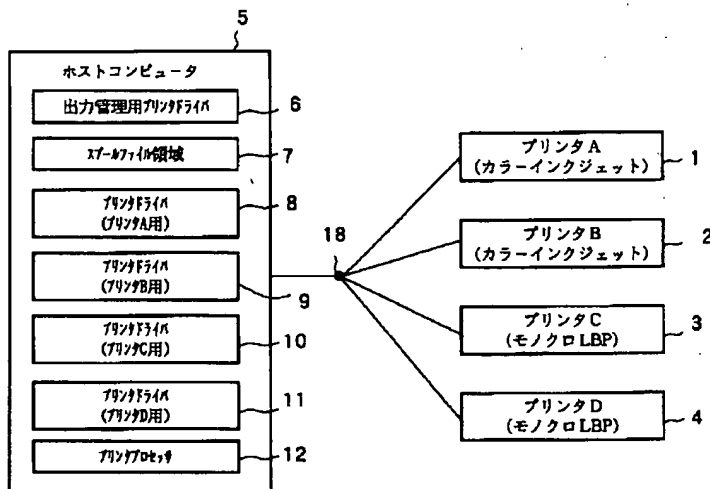 5
ホストコンピュータ
出力管理用プリンタドライバ
6
スプールファイル領域
7
プリンタドライバ
(プリンタA用)
8
プリンタドライバ
(プリンタB用)
9
プリンタドライバ
(プリンタC用)
10
プリンタドライバ
(プリンタD用)
11
プリントプロセッサ
12
18
プリンタA
(カラーインクジェット)
1
プリンタB
(カラーインクジェット)
2
プリンタC
(モノクロLBP)
3
プリンタD
(モノクロLBP)
4